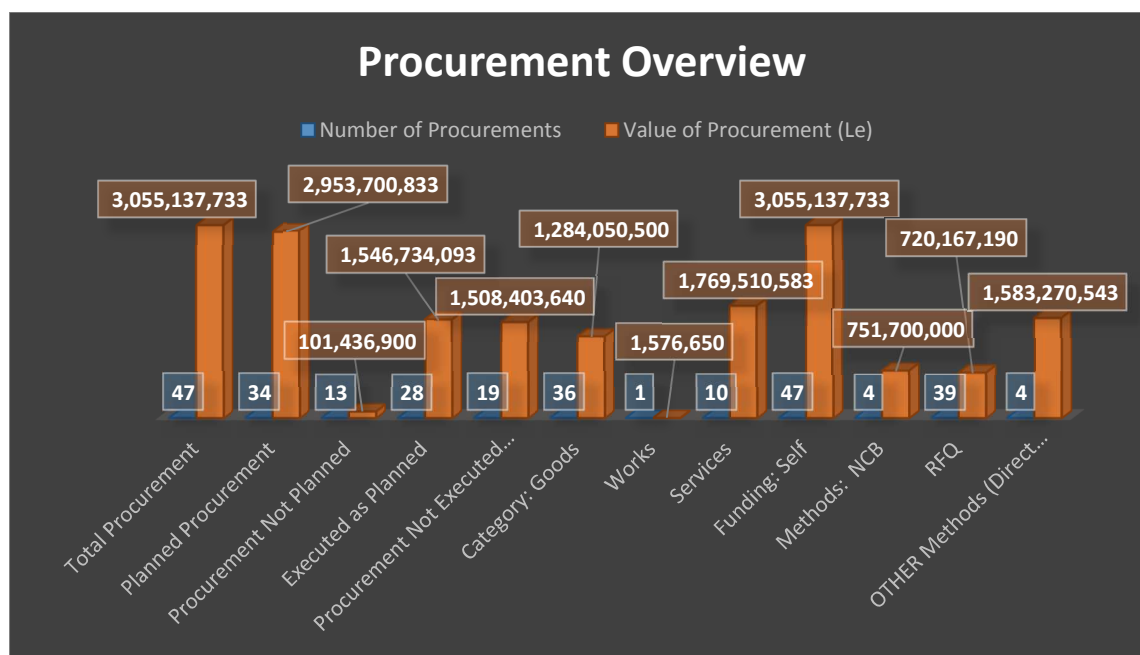 Procurement Overview
Number of Procurements
Value of Procurement (Le)
3,055,137,733
2,953,700,833
101,436,900
1,546,734,093
1,508,403,640
1,284,050,500
1,576,650
1,769,510,583
3,055,137,733
751,700,000
720,167,190
1,583,270,543
47
34
13
28
19
36
1
10
47
4
39
4
Total Procurement
Planned Procurement
Procurement Not Planned
Executed as Planned
Procurement Not Executed...
Category: Goods
Works
Services
Funding: Self
Methods: NCB
RFQ
OTHER Methods (Direct...